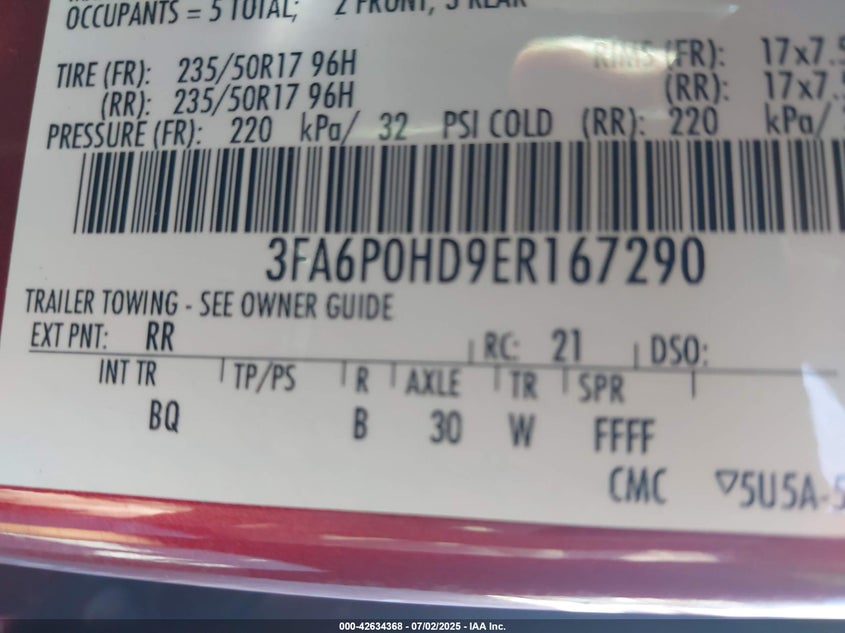 OCCUPANTS = 5 TOTAL; 2 FRONT, 3 REAR
TIRE (FR): 235/50R17 96H RIMS (FR): 17x7.5
(RR): 235/50R17 96H (RR): 17x7.5
PRESSURE (FR): 220 kPa/ 32 PSI COLD (RR): 220 kPa/
3FA6P0HD9ER167290
TRAILER TOWING - SEE OWNER GUIDE
EXT PNT: RR RC: 21 DSO:
INT TR TP/PS R AXLE TR SPR
BQ B 30 W FFFF
CMC ▽5U5A-5
000-42634368 - 07/02/2025 - IAA Inc.